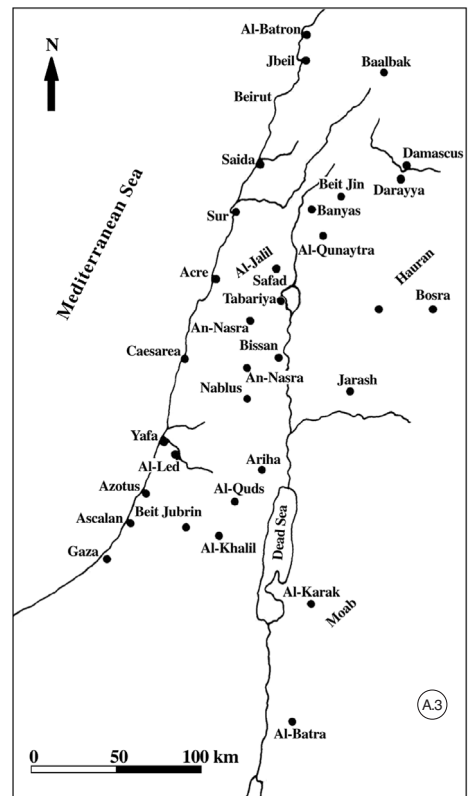 Al-Batron
N
Jbeil
Baalbak
Beirut
Damascus
Saida
Beit Jin
Darayya
Mediterranean Sea
Sur
Banyas
Al-Qunaytra
Al-Jalil
Hauran
Acre
Safad
Tabariya
Bosra
An-Nasra
Caesarea
Bissan
An-Nasra
Jarash
Nablus
Yafa
Al-Led
Ariha
Azotus
Al-Quds
Ascalan
Beit Jubrin
Dead Sea
Gaza
Al-Khalil
Al-Karak
Moab
A.3
Al-Batra
0 50 100 km